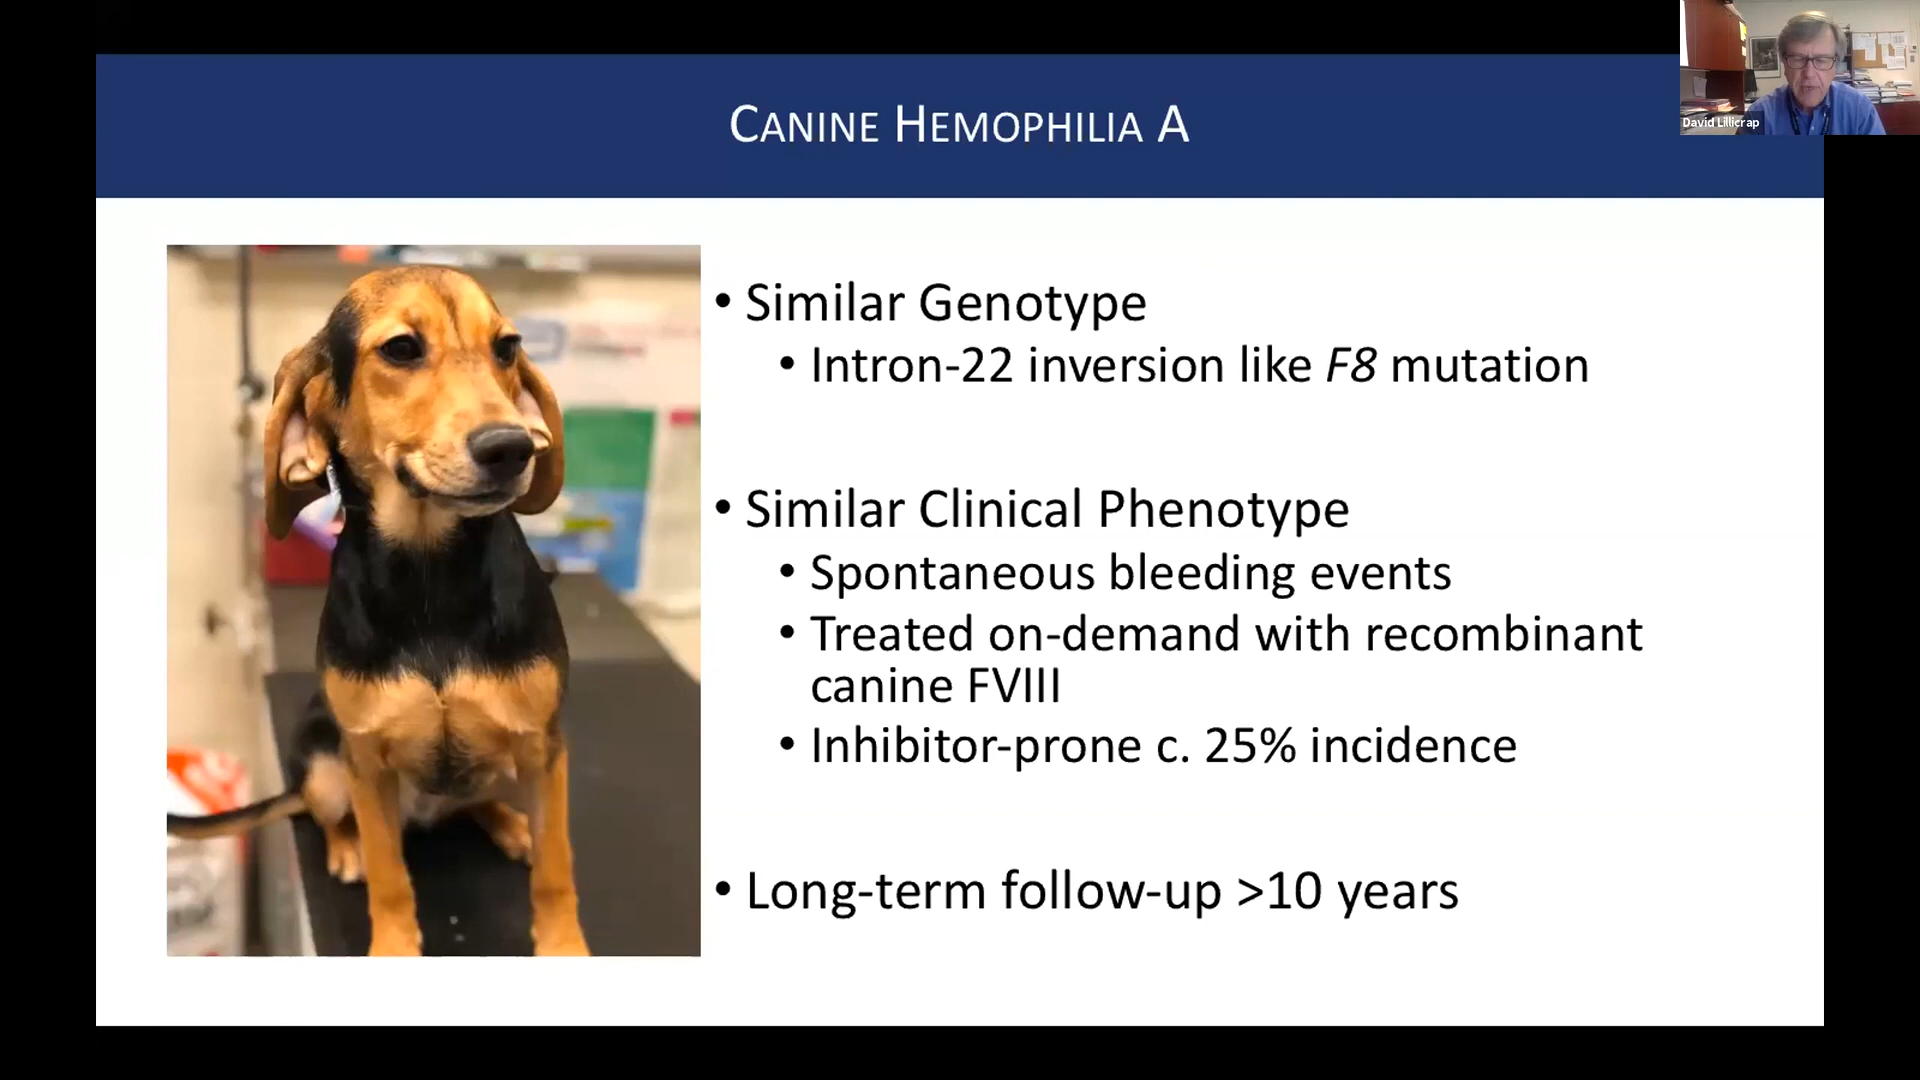 David Lillicrap
CANINE HEMOPHILIA A
• Similar Genotype
• Intron-22 inversion like F8 mutation
• Similar Clinical Phenotype
• Spontaneous bleeding events
• Treated on-demand with recombinant
canine FVIII
• Inhibitor-prone c. 25% incidence
• Long-term follow-up >10 years